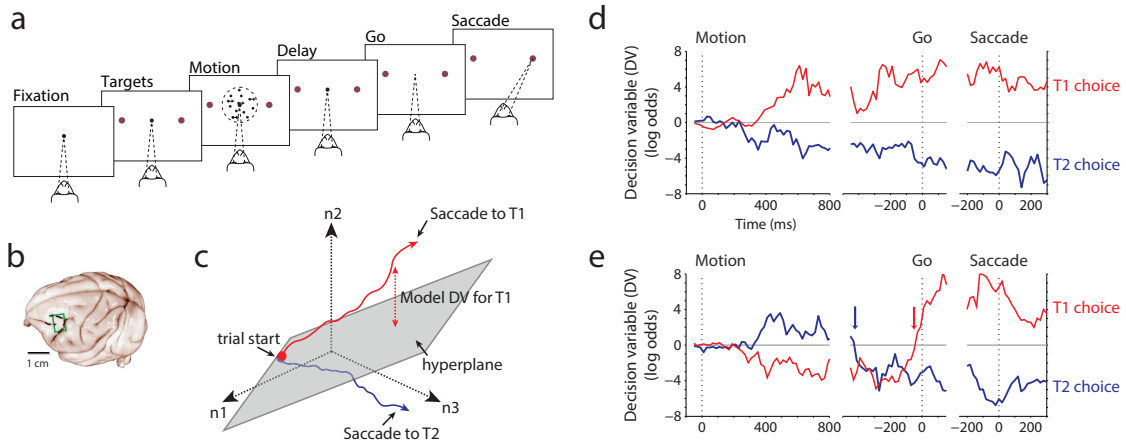 a
Fixation
Targets
Motion
Delay
Go
Saccade
b
1 cm
c
n2
Saccade to T1
Model DV for T1
trial start
hyperplane
n1
n3
Saccade to T2
d
Motion
Go
Saccade
Decision variable (DV)
(log odds)
8
4
0
−4
−8
T1 choice
T2 choice
0
400
800
−400
−200
0
−200
0
200
Time (ms)
e
Motion
Go
Saccade
Decision variable (DV)
(log odds)
8
4
0
−4
−8
T1 choice
T2 choice
0
400
800
−400
−200
0
−200
0
200